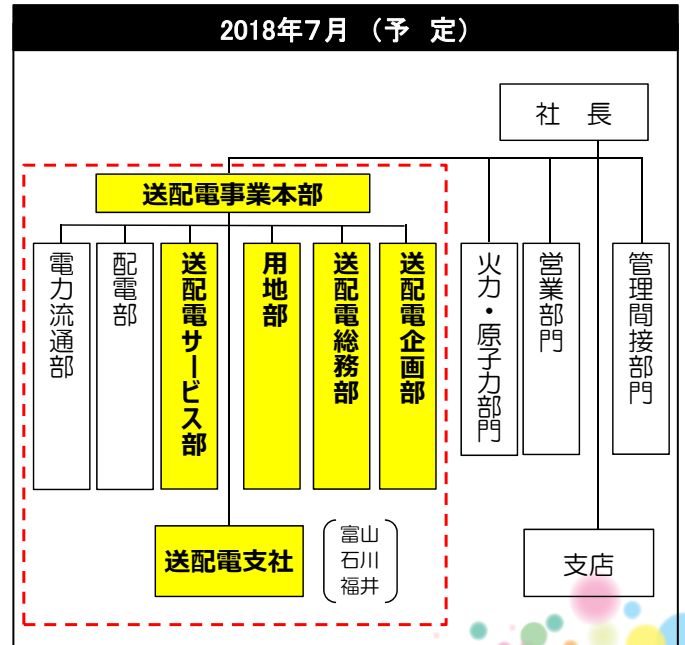 2018年7月 （予 定）
社 長
送配電事業本部
電力流通部
配電部
送配電サービス部
用地部
送配電総務部
送配電企画部
火力・原子力部門
営業部門
管理間接部門
送配電支社
富山
石川
福井
支店